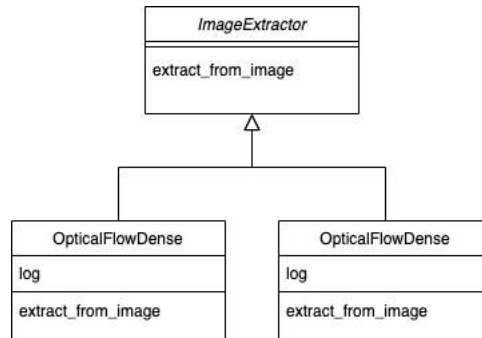 ImageExtractor
extract_from_image
OpticalFlowDense
log
extract_from_image
OpticalFlowDense
log
extract_from_image